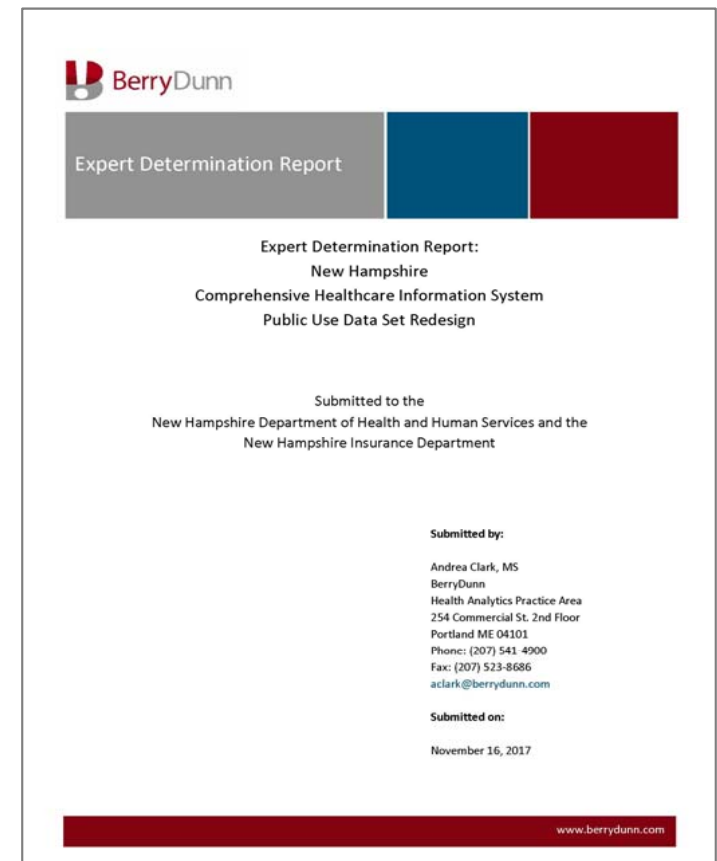 BerryDunn
Expert Determination Report
Expert Determination Report:
New Hampshire
Comprehensive Healthcare Information System
Public Use Data Set Redesign
Submitted to the
New Hampshire Department of Health and Human Services and the
New Hampshire Insurance Department
Submitted by:
Andrea Clark, MS
BerryDunn
Health Analytics Practice Area
254 Commercial St. 2nd Floor
Portland ME 04101
Phone: (207) 541-4900
Fax: (207) 523-8686
aclark@berrydunn.com
Submitted on:
November 16, 2017
www.berrydunn.com